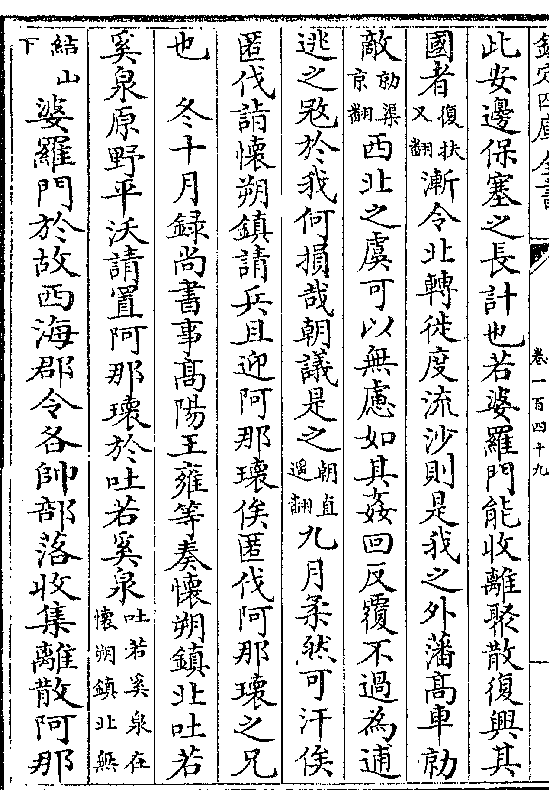 欽定四庫全書
卷一百四十九
此安邊保塞之長計也若婆羅門能收離聚散復興其
國者復扶又翻漸令北轉徙度流沙則是我之外藩高車勍
敵勍渠京翻西北之虞可以無慮如其姦回反覆不過為逋
逃之㓂於我何損哉朝議是之朝直遥翻九月柔然可汗俟
匿伐詣懷朔鎮請兵且迎阿那瓌俟匿伐阿那瓌之兄
也　冬十月録尚書事髙陽王雍等奏懷朔鎮北吐若
奚泉原野平沃請置阿那瓌於吐若奚泉吐若奚泉在懷朔鎮北無
結山下婆羅門於故西海郡令各帥部落收集離散阿那